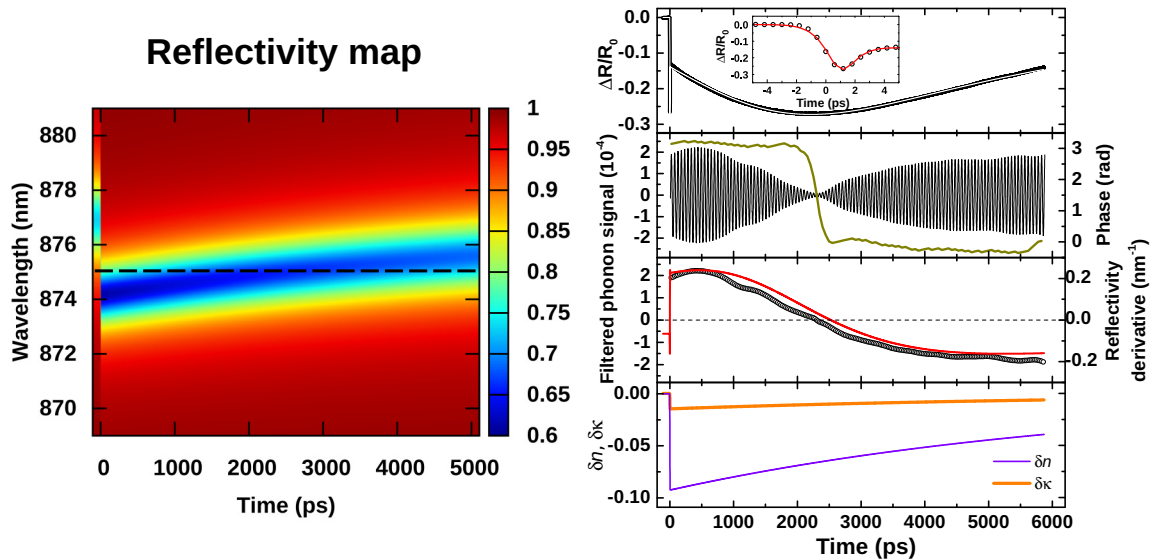 Reflectivity map
Wavelength (nm)
880
878
876
874
872
870
0 1000 2000 3000 4000 5000
Time (ps)
1
0.95
0.9
0.85
0.8
0.75
0.7
0.65
0.6
ΔR/R0
0.0
-0.1
-0.2
-0.3
ΔR/R0
0.0
-0.1
-0.2
-0.3
-4 -2 0 2 4
Time (ps)
Filtered phonon signal (10-4)
2
1
0
-1
-2
3
2
1
0
Phase (rad)
2
1
0
-1
-2
0.2
0.0
-0.2
Reflectivity
derivative (nm-1)
δn, δκ
0.00
-0.05
-0.10
δn
δκ
0 1000 2000 3000 4000 5000 6000
Time (ps)